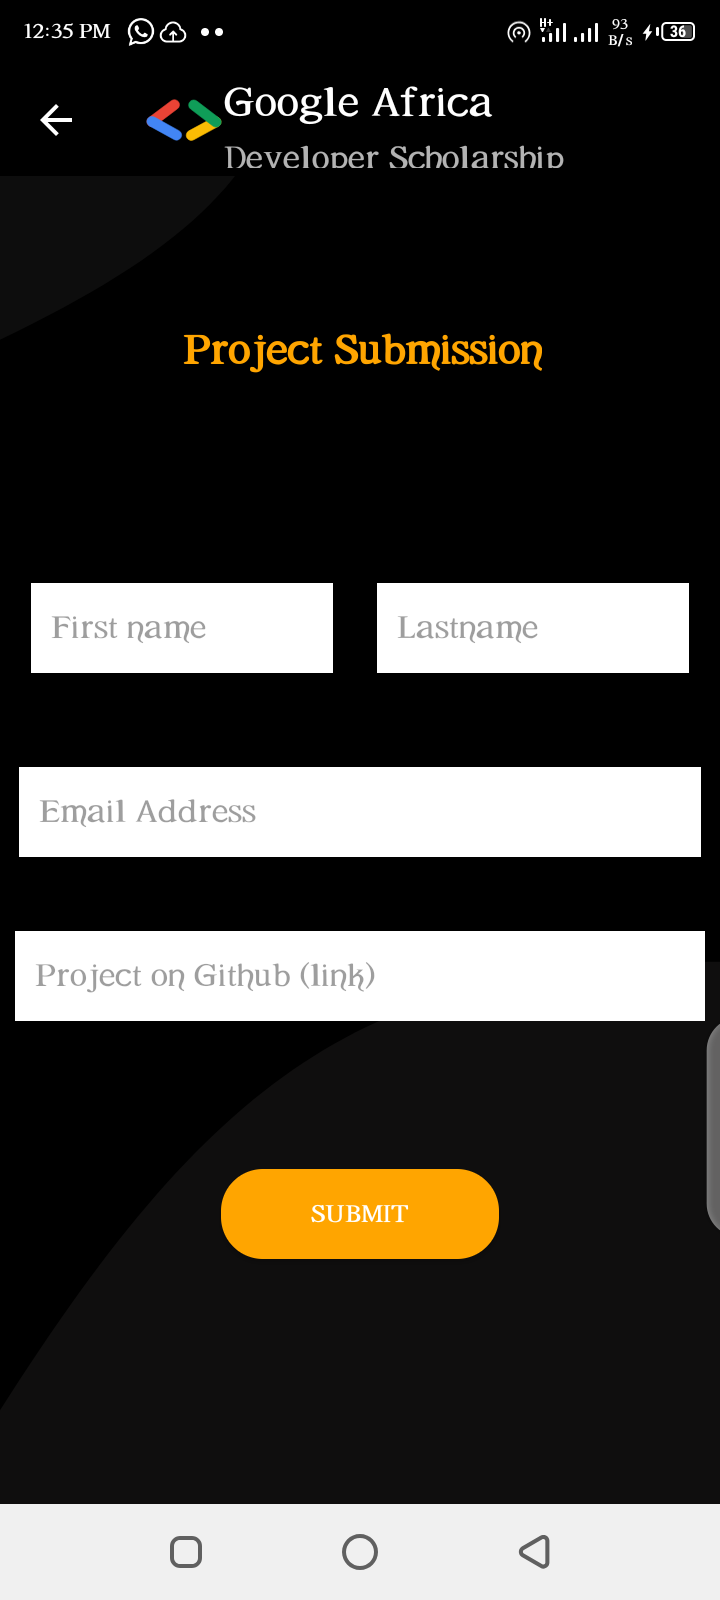 12:35 PM H+ 93 B/s 36
Google Africa
Developer Scholarship
Project Submission
First name Lastname
Email Address
Project on Github (link)
SUBMIT